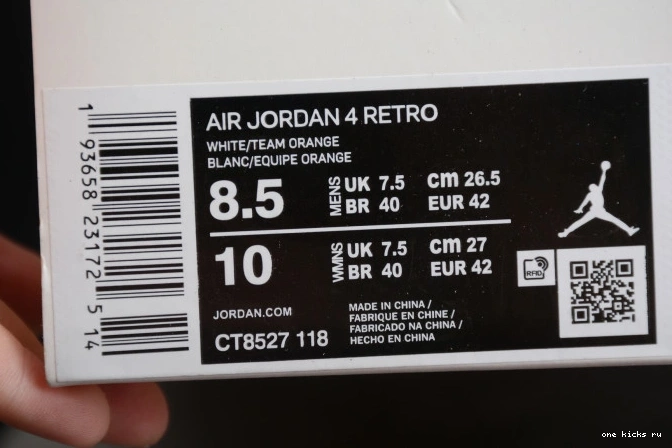 AIR JORDAN 4 RETRO
WHITE/TEAM ORANGE
BLANC/EQUIPE ORANGE
8.5 MENS UK 7.5 cm 26.5
BR 40 EUR 42
10 WMNS UK 7.5 cm 27
BR 40 EUR 42
RFID
JORDAN.COM
CT8527 118
MADE IN CHINA /
FABRIQUE EN CHINE /
FABRICADO NA CHINA /
HECHO EN CHINA
1 93658 23172 5 14
one kicks ru